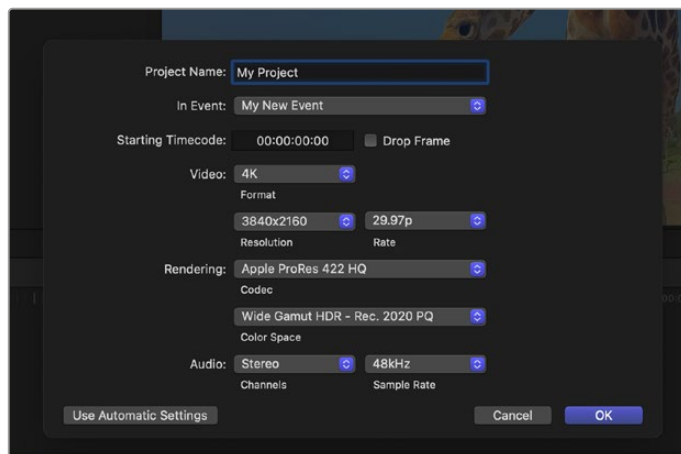 Project Name: My Project
In Event: My New Event
Starting Timecode: 00:00:00:00 Drop Frame
Video: 4K
Format
3840x2160 29.97p
Resolution Rate
Rendering: Apple ProRes 422 HQ
Codec
Wide Gamut HDR - Rec. 2020 PQ
Color Space
Audio: Stereo 48kHz
Channels Sample Rate
Use Automatic Settings Cancel OK